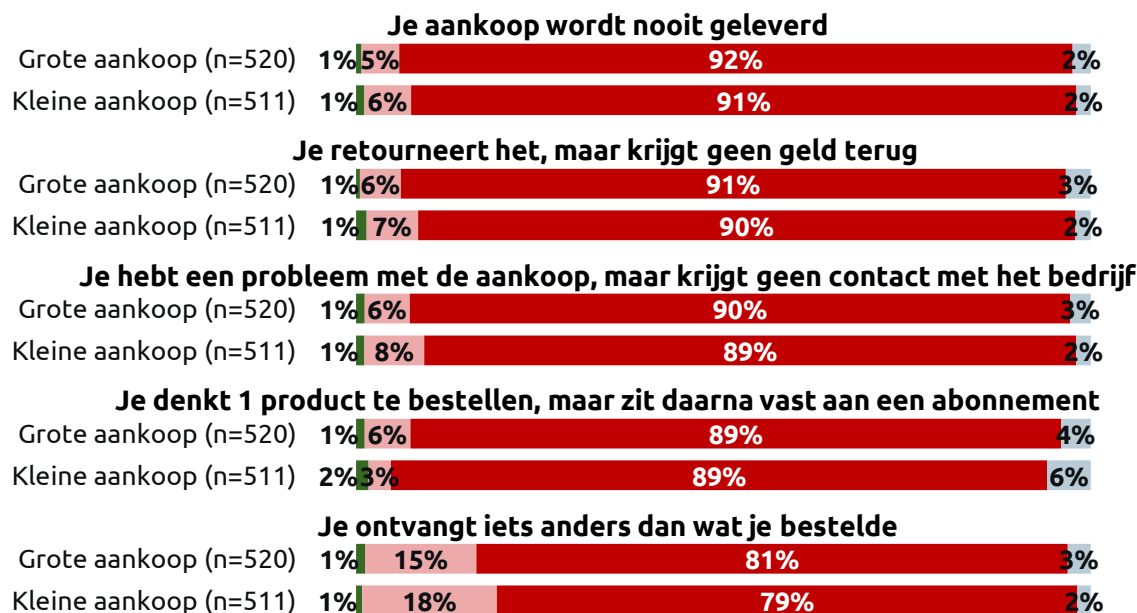 Je aankoop wordt nooit geleverd
Grote aankoop (n=520) 1% 5% 92% 2%
Kleine aankoop (n=511) 1% 6% 91% 2%
Je retourneert het, maar krijgt geen geld terug
Grote aankoop (n=520) 1% 6% 91% 3%
Kleine aankoop (n=511) 1% 7% 90% 2%
Je hebt een probleem met de aankoop, maar krijgt geen contact met het bedrijf
Grote aankoop (n=520) 1% 6% 90% 3%
Kleine aankoop (n=511) 1% 8% 89% 2%
Je denkt 1 product te bestellen, maar zit daarna vast aan een abonnement
Grote aankoop (n=520) 1% 6% 89% 4%
Kleine aankoop (n=511) 2% 3% 89% 6%
Je ontvangt iets anders dan wat je bestelde
Grote aankoop (n=520) 1% 15% 81% 3%
Kleine aankoop (n=511) 1% 18% 79% 2%